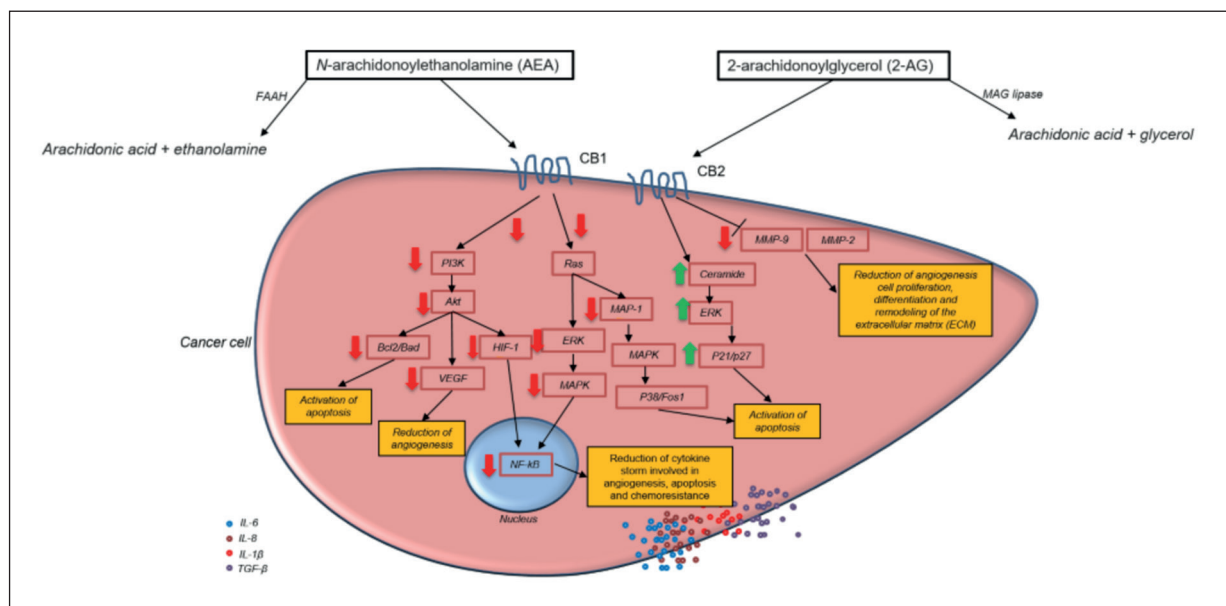 N-arachidonoylethanolamine (AEA)
2-arachidonoylglycerol (2-AG)
FAAH
MAG lipase
Arachidonic acid + ethanolamine
Arachidonic acid + glycerol
CB1
CB2
MMP-9
MMP-2
PI3K
Ras
Ceramide
Reduction of angiogenesis
cell proliferation,
differentiation and
remodeling of the
extracellular matrix (ECM)
Akt
MAP-1
ERK
Cancer cell
Bcl2/Bad
HIF-1
ERK
MAPK
P21/p27
VEGF
MAPK
P38/Fos1
Activation of
apoptosis
Reduction of
angiogenesis
Activation of
apoptosis
NF-kB
Reduction of cytokine
storm involved in
angiogenesis, apoptosis
and chemoresistance
Nucleus
IL-6
IL-8
IL-1β
TGF-β